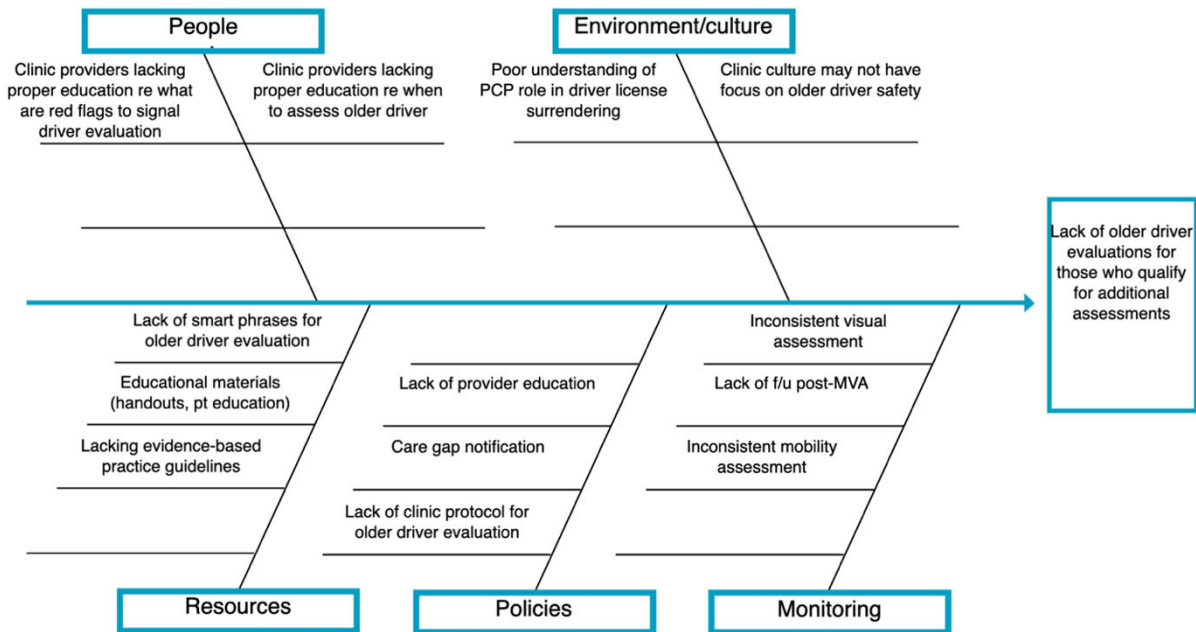 People
Environment/culture
Clinic providers lacking
proper education re what
are red flags to signal
driver evaluation
Clinic providers lacking
proper education re when
to assess older driver
Poor understanding of
PCP role in driver license
surrendering
Clinic culture may not have
focus on older driver safety
Lack of older driver
evaluations for
those who qualify
for additional
assessments
Lack of smart phrases for
older driver evaluation
Educational materials
(handouts, pt education)
Lacking evidence-based
practice guidelines
Lack of provider education
Care gap notification
Lack of clinic protocol for
older driver evaluation
Inconsistent visual
assessment
Lack of f/u post-MVA
Inconsistent mobility
assessment
Resources
Policies
Monitoring